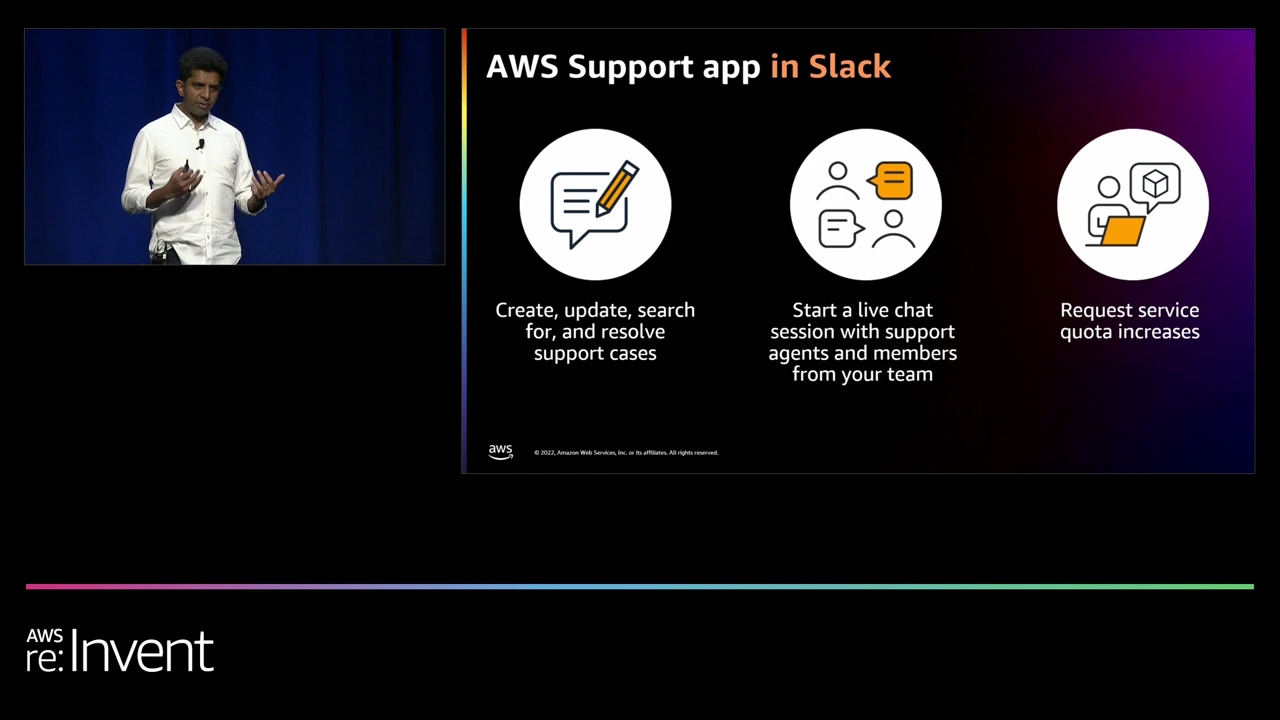 AWS Support app in Slack
Create, update, search
for, and resolve
support cases
Start a live chat
session with support
agents and members
from your team
Request service
quota increases
aws
© 2022, Amazon Web Services, Inc. or its affiliates. All rights reserved.
AWS
re:Invent